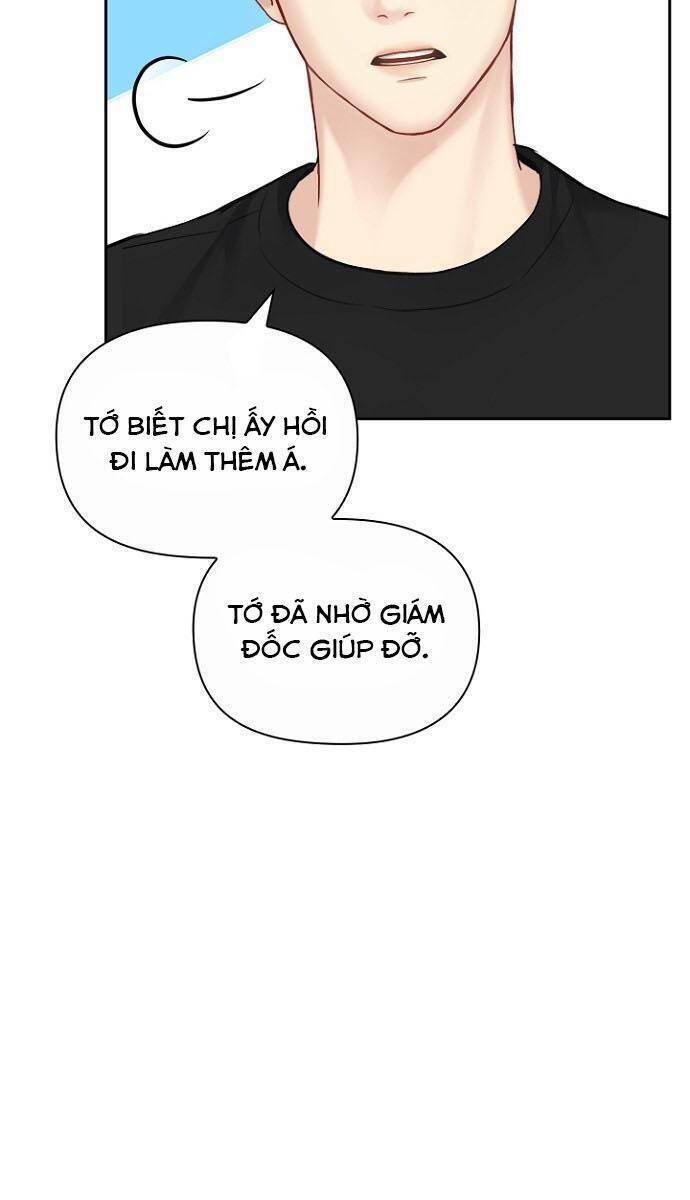 TỚ BIẾT CHỊ ẤY HỒI
ĐI LÀM THÊM Á.
TỚ ĐÃ NHỜ GIÁM
ĐỐC GIÚP ĐỠ.